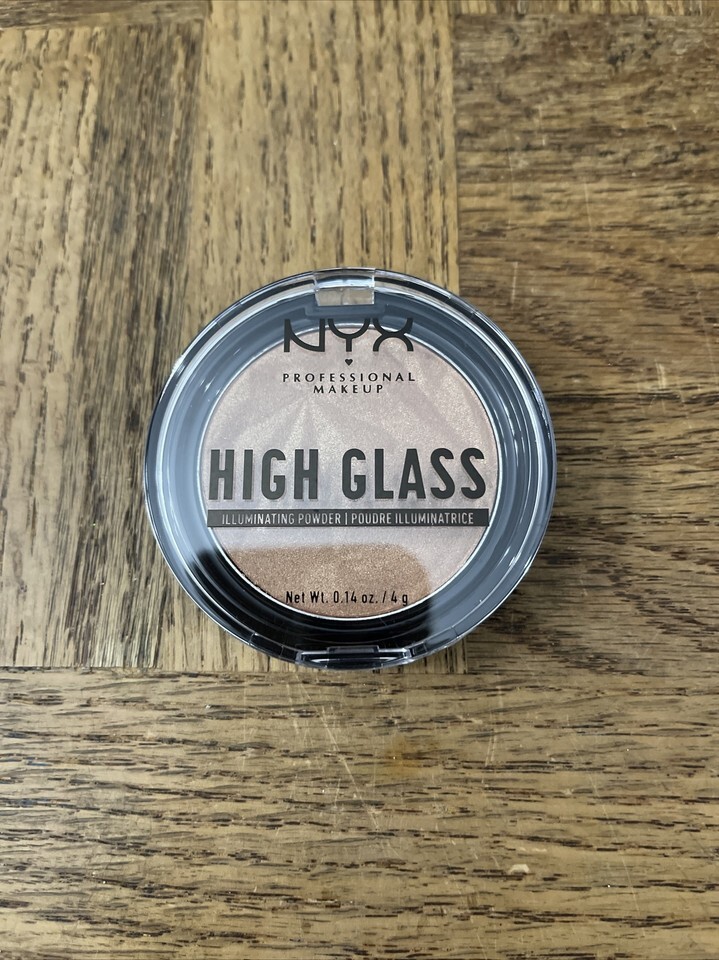 NYX
PROFESSIONAL
MAKEUP
HIGH GLASS
ILLUMINATING POWDER | POUDRE ILLUMINATRICE
Net Wt. 0.14 oz. / 4 g